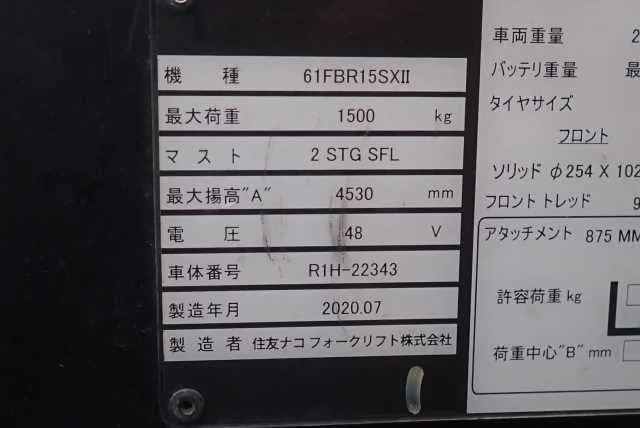 機 種 61FBR15SXII
最大荷重 1500 kg
マスト 2 STG SFL
最大揚高"A" 4530 mm
電 圧 48 V
車体番号 R1H-22343
製造年月 2020.07
製造者 住友ナコ フォークリフト株式会社
車両重量 2
バッテリ重量 最
タイヤサイズ
フロント
ソリッド φ254 X 102
フロント トレッド 9
アタッチメント 875 MM
許容荷重 kg
荷重中心"B" mm